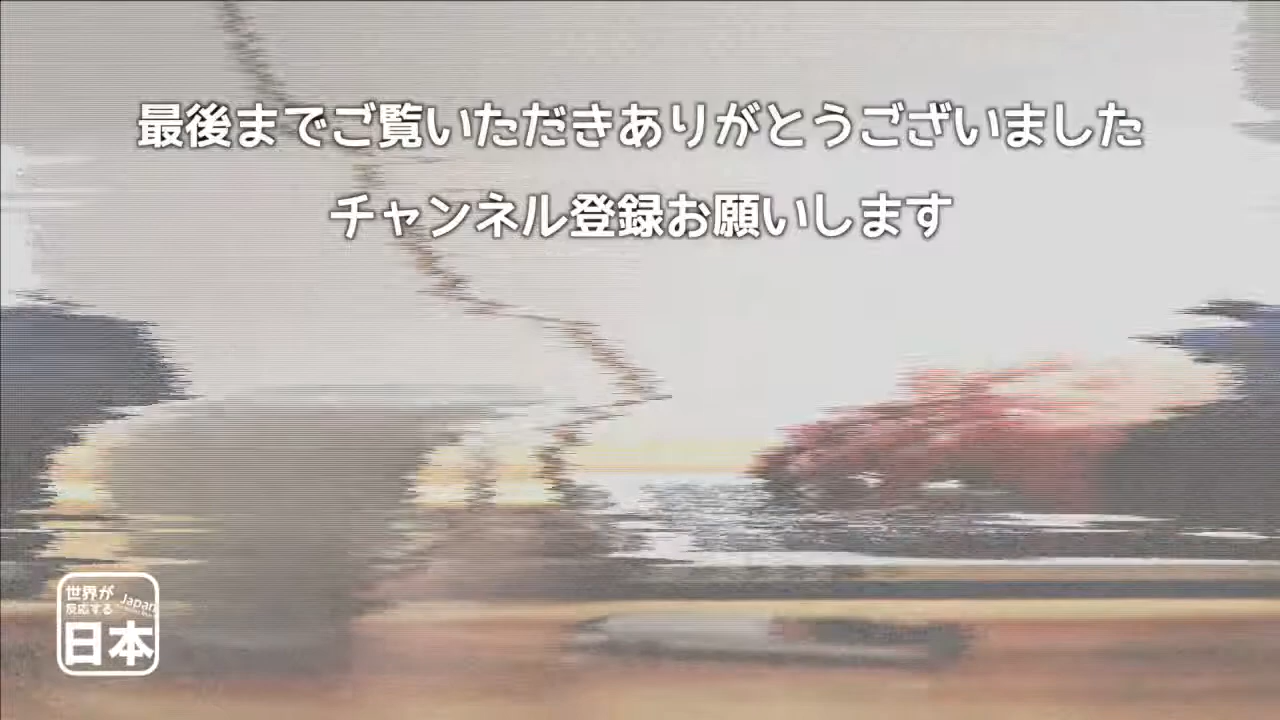 最後までご覧いただきありがとうございました
チャンネル登録お願いします
世界が
反応する
Japan
日本